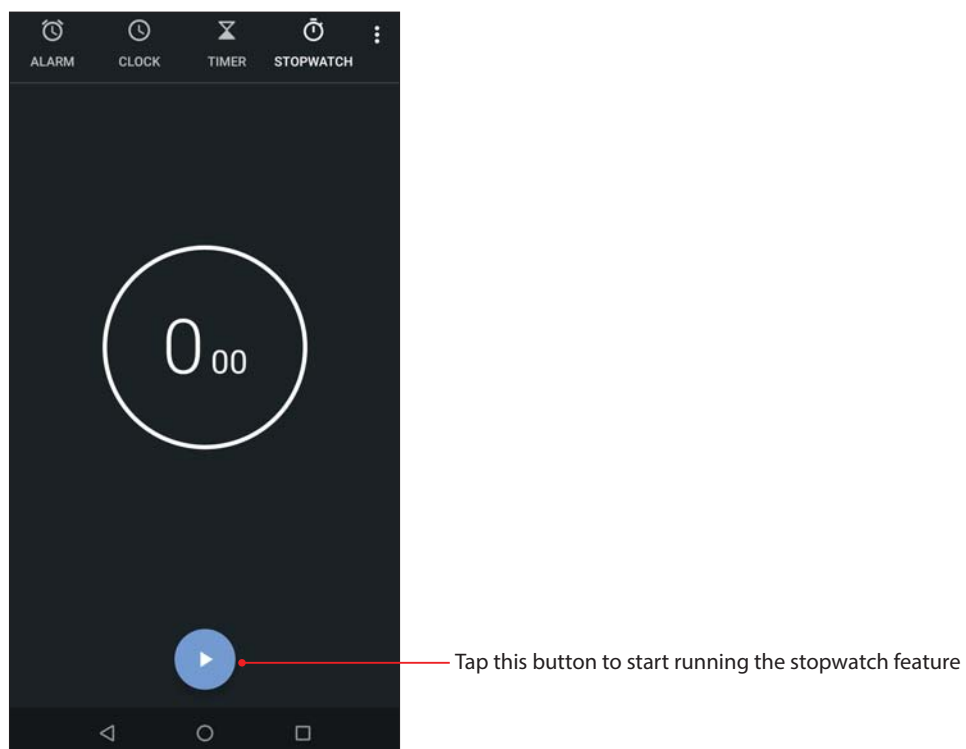 ALARM CLOCK TIMER STOPWATCH
0 00
Tap this button to start running the stopwatch feature